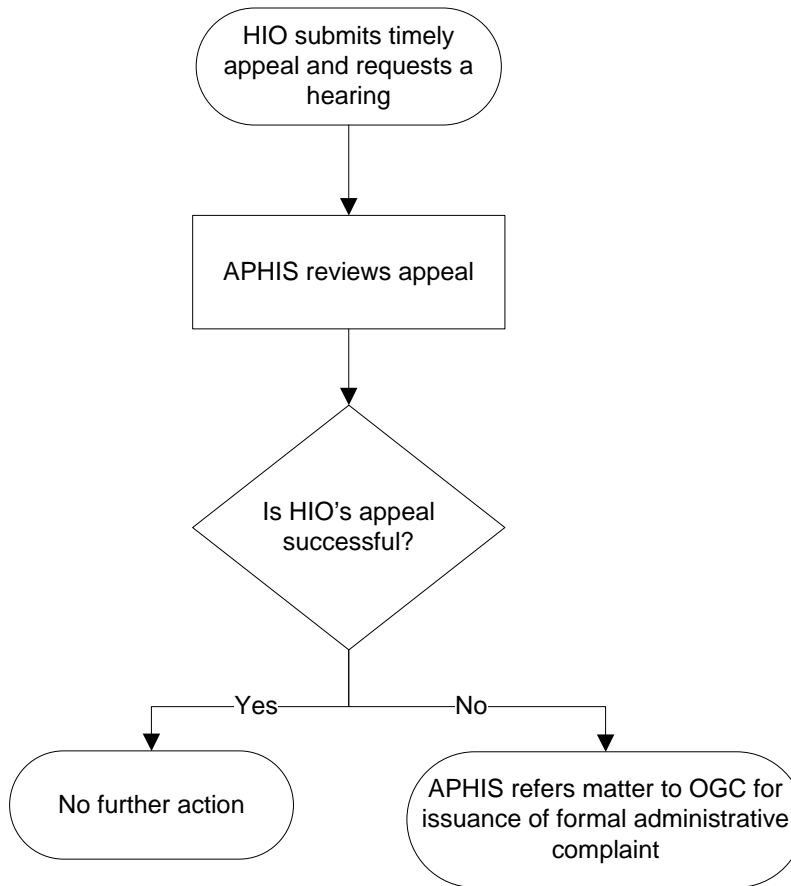 HIO submits timely
appeal and requests a
hearing
APHIS reviews appeal
Is HIO’s appeal
successful?
Yes
No
No further action
APHIS refers matter to OGC for
issuance of formal administrative
complaint